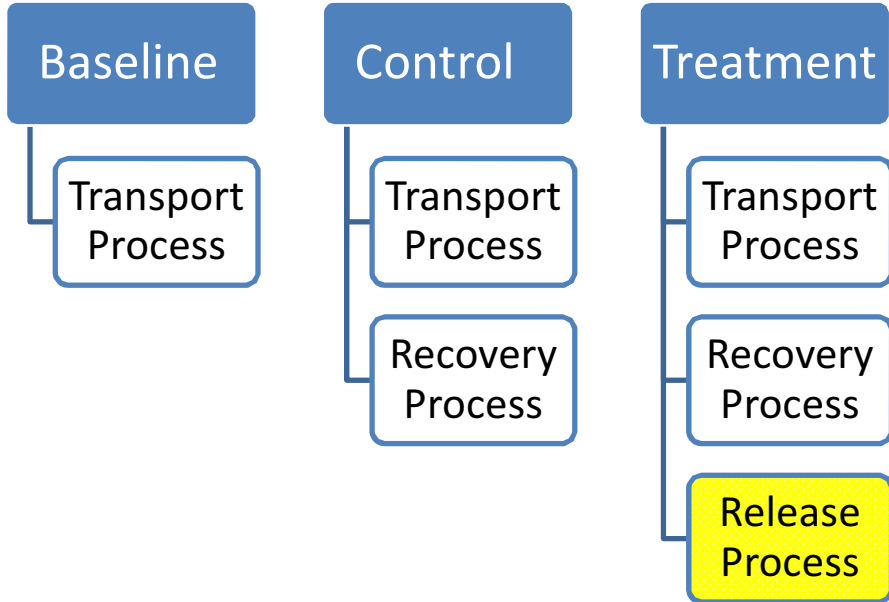 Baseline
Transport
Process
Control
Transport
Process
Recovery
Process
Treatment
Transport
Process
Recovery
Process
Release
Process